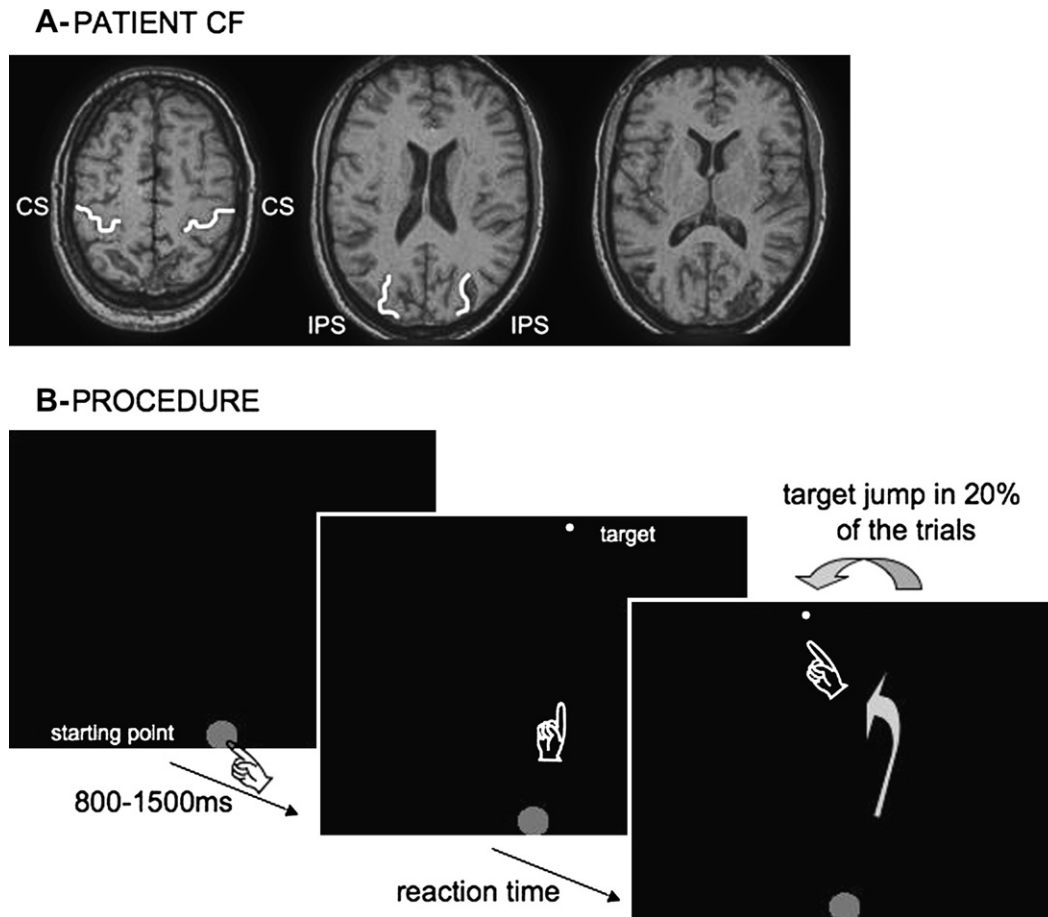 A-PATIENT CF
CS
CS
IPS
IPS
B-PROCEDURE
target jump in 20%
of the trials
target
starting point
800-1500ms
reaction time